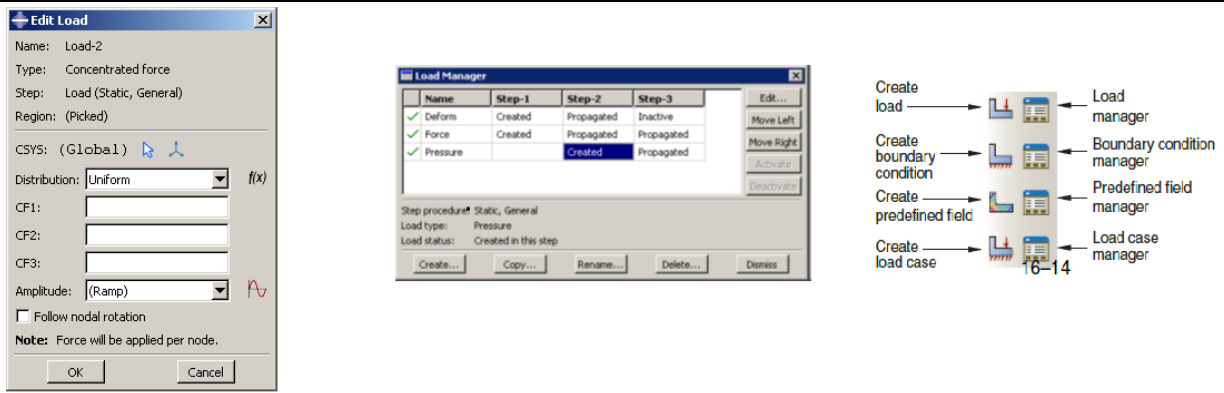 Edit Load
Name: Load-2
Type: Concentrated force
Step: Load (Static, General)
Region: (Picked)
CSYS: (Global)
Distribution: Uniform f(x)
CF1:
CF2:
CF3:
Amplitude: (Ramp)
Follow nodal rotation
Note: Force will be applied per node.
OK Cancel
Load Manager
Name Step-1 Step-2 Step-3
Deform Created Propagated Inactive
Force Created Propagated Propagated
Pressure Created Propagated
Edit...
Move Left
Move Right
Activate
Deactivate
Step procedure: Static, General
Load type: Pressure
Load status: Created in this step
Create... Copy... Rename... Delete... Dismiss
Create
load
Load
manager
Create
boundary
condition
Boundary condition
manager
Create
predefined field
Predefined field
manager
Create
load case
Load case
manager
16–14